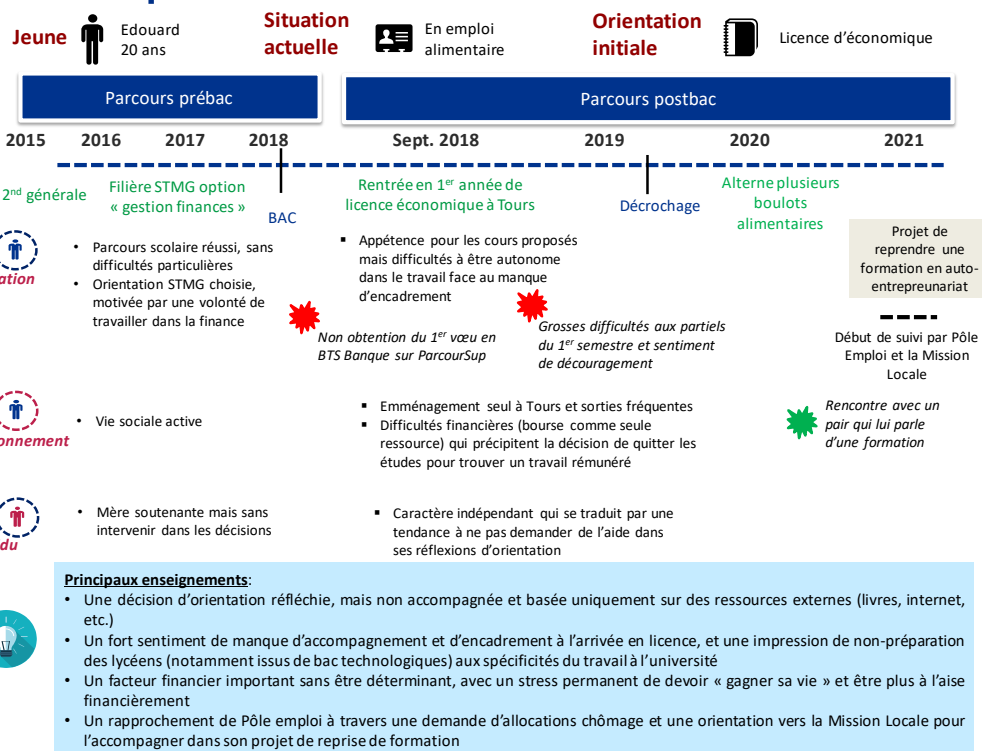 Jeune
Edouard
20 ans
Situation
actuelle
En emploi
alimentaire
Orientation
initiale
Licence d'économique
Parcours prébac
Parcours postbac
2015
2016
2017
2018
Sept. 2018
2019
2020
2021
2nd générale
Filière STMG option
« gestion finances »
BAC
Rentrée en 1er année de
licence économique à Tours
Décrochage
Alterne plusieurs
boulots
alimentaires
• Parcours scolaire réussi, sans
difficultés particulières
• Orientation STMG choisie,
motivée par une volonté de
travailler dans la finance
Non obtention du 1er vœu en
BTS Banque sur ParcourSup
▪ Appétence pour les cours proposés
mais difficultés à être autonome
dans le travail face au manque
d'encadrement
Grosses difficultés aux partiels
du 1er semestre et sentiment
de découragement
Projet de
reprendre une
formation en auto-
entrepreunariat
Début de suivi par Pôle
Emploi et la Mission
Locale
ation
• Vie sociale active
▪ Emménagement seul à Tours et sorties fréquentes
▪ Difficultés financières (bourse comme seule
ressource) qui précipitent la décision de quitter les
études pour trouver un travail rémunéré
Rencontre avec un
pair qui lui parle
d'une formation
onnement
• Mère soutenante mais sans
intervenir dans les décisions
▪ Caractère indépendant qui se traduit par une
tendance à ne pas demander de l'aide dans
ses réflexions d'orientation
du
Principaux enseignements:
• Une décision d'orientation réfléchie, mais non accompagnée et basée uniquement sur des ressources externes (livres, internet,
etc.)
• Un fort sentiment de manque d'accompagnement et d'encadrement à l'arrivée en licence, et une impression de non-préparation
des lycéens (notamment issus de bac technologiques) aux spécificités du travail à l'université
• Un facteur financier important sans être déterminant, avec un stress permanent de devoir « gagner sa vie » et être plus à l'aise
financièrement
• Un rapprochement de Pôle emploi à travers une demande d'allocations chômage et une orientation vers la Mission Locale pour
l'accompagner dans son projet de reprise de formation